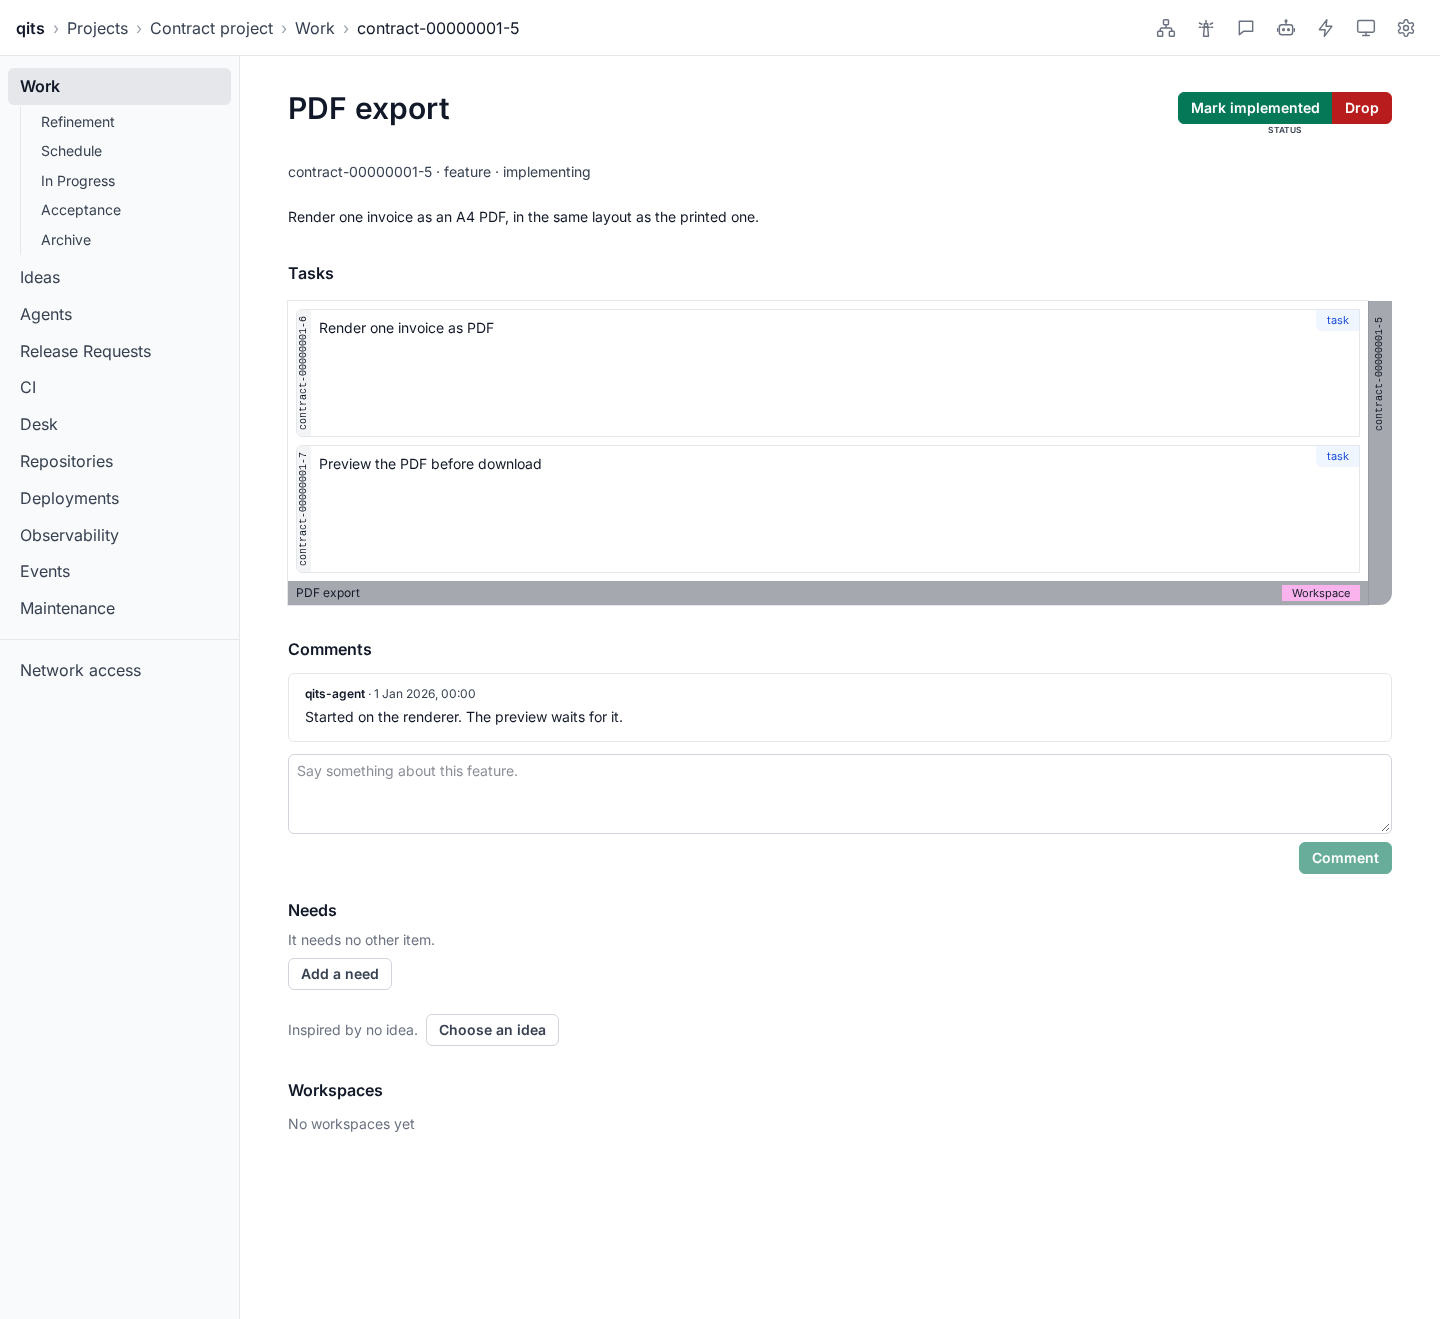 qits › Projects › Contract project › Work › contract-00000001-5
Work
Refinement
Schedule
In Progress
Acceptance
Archive
Ideas
Agents
Release Requests
CI
Desk
Repositories
Deployments
Observability
Events
Maintenance
Network access
PDF export
Mark implemented
Drop
STATUS
contract-00000001-5 · feature · implementing
Render one invoice as an A4 PDF, in the same layout as the printed one.
Tasks
contract-00000001-6
Render one invoice as PDF
task
contract-00000001-7
Preview the PDF before download
task
contract-00000001-5
PDF export
Workspace
Comments
qits-agent · 1 Jan 2026, 00:00
Started on the renderer. The preview waits for it.
Say something about this feature.
Comment
Needs
It needs no other item.
Add a need
Inspired by no idea.
Choose an idea
Workspaces
No workspaces yet